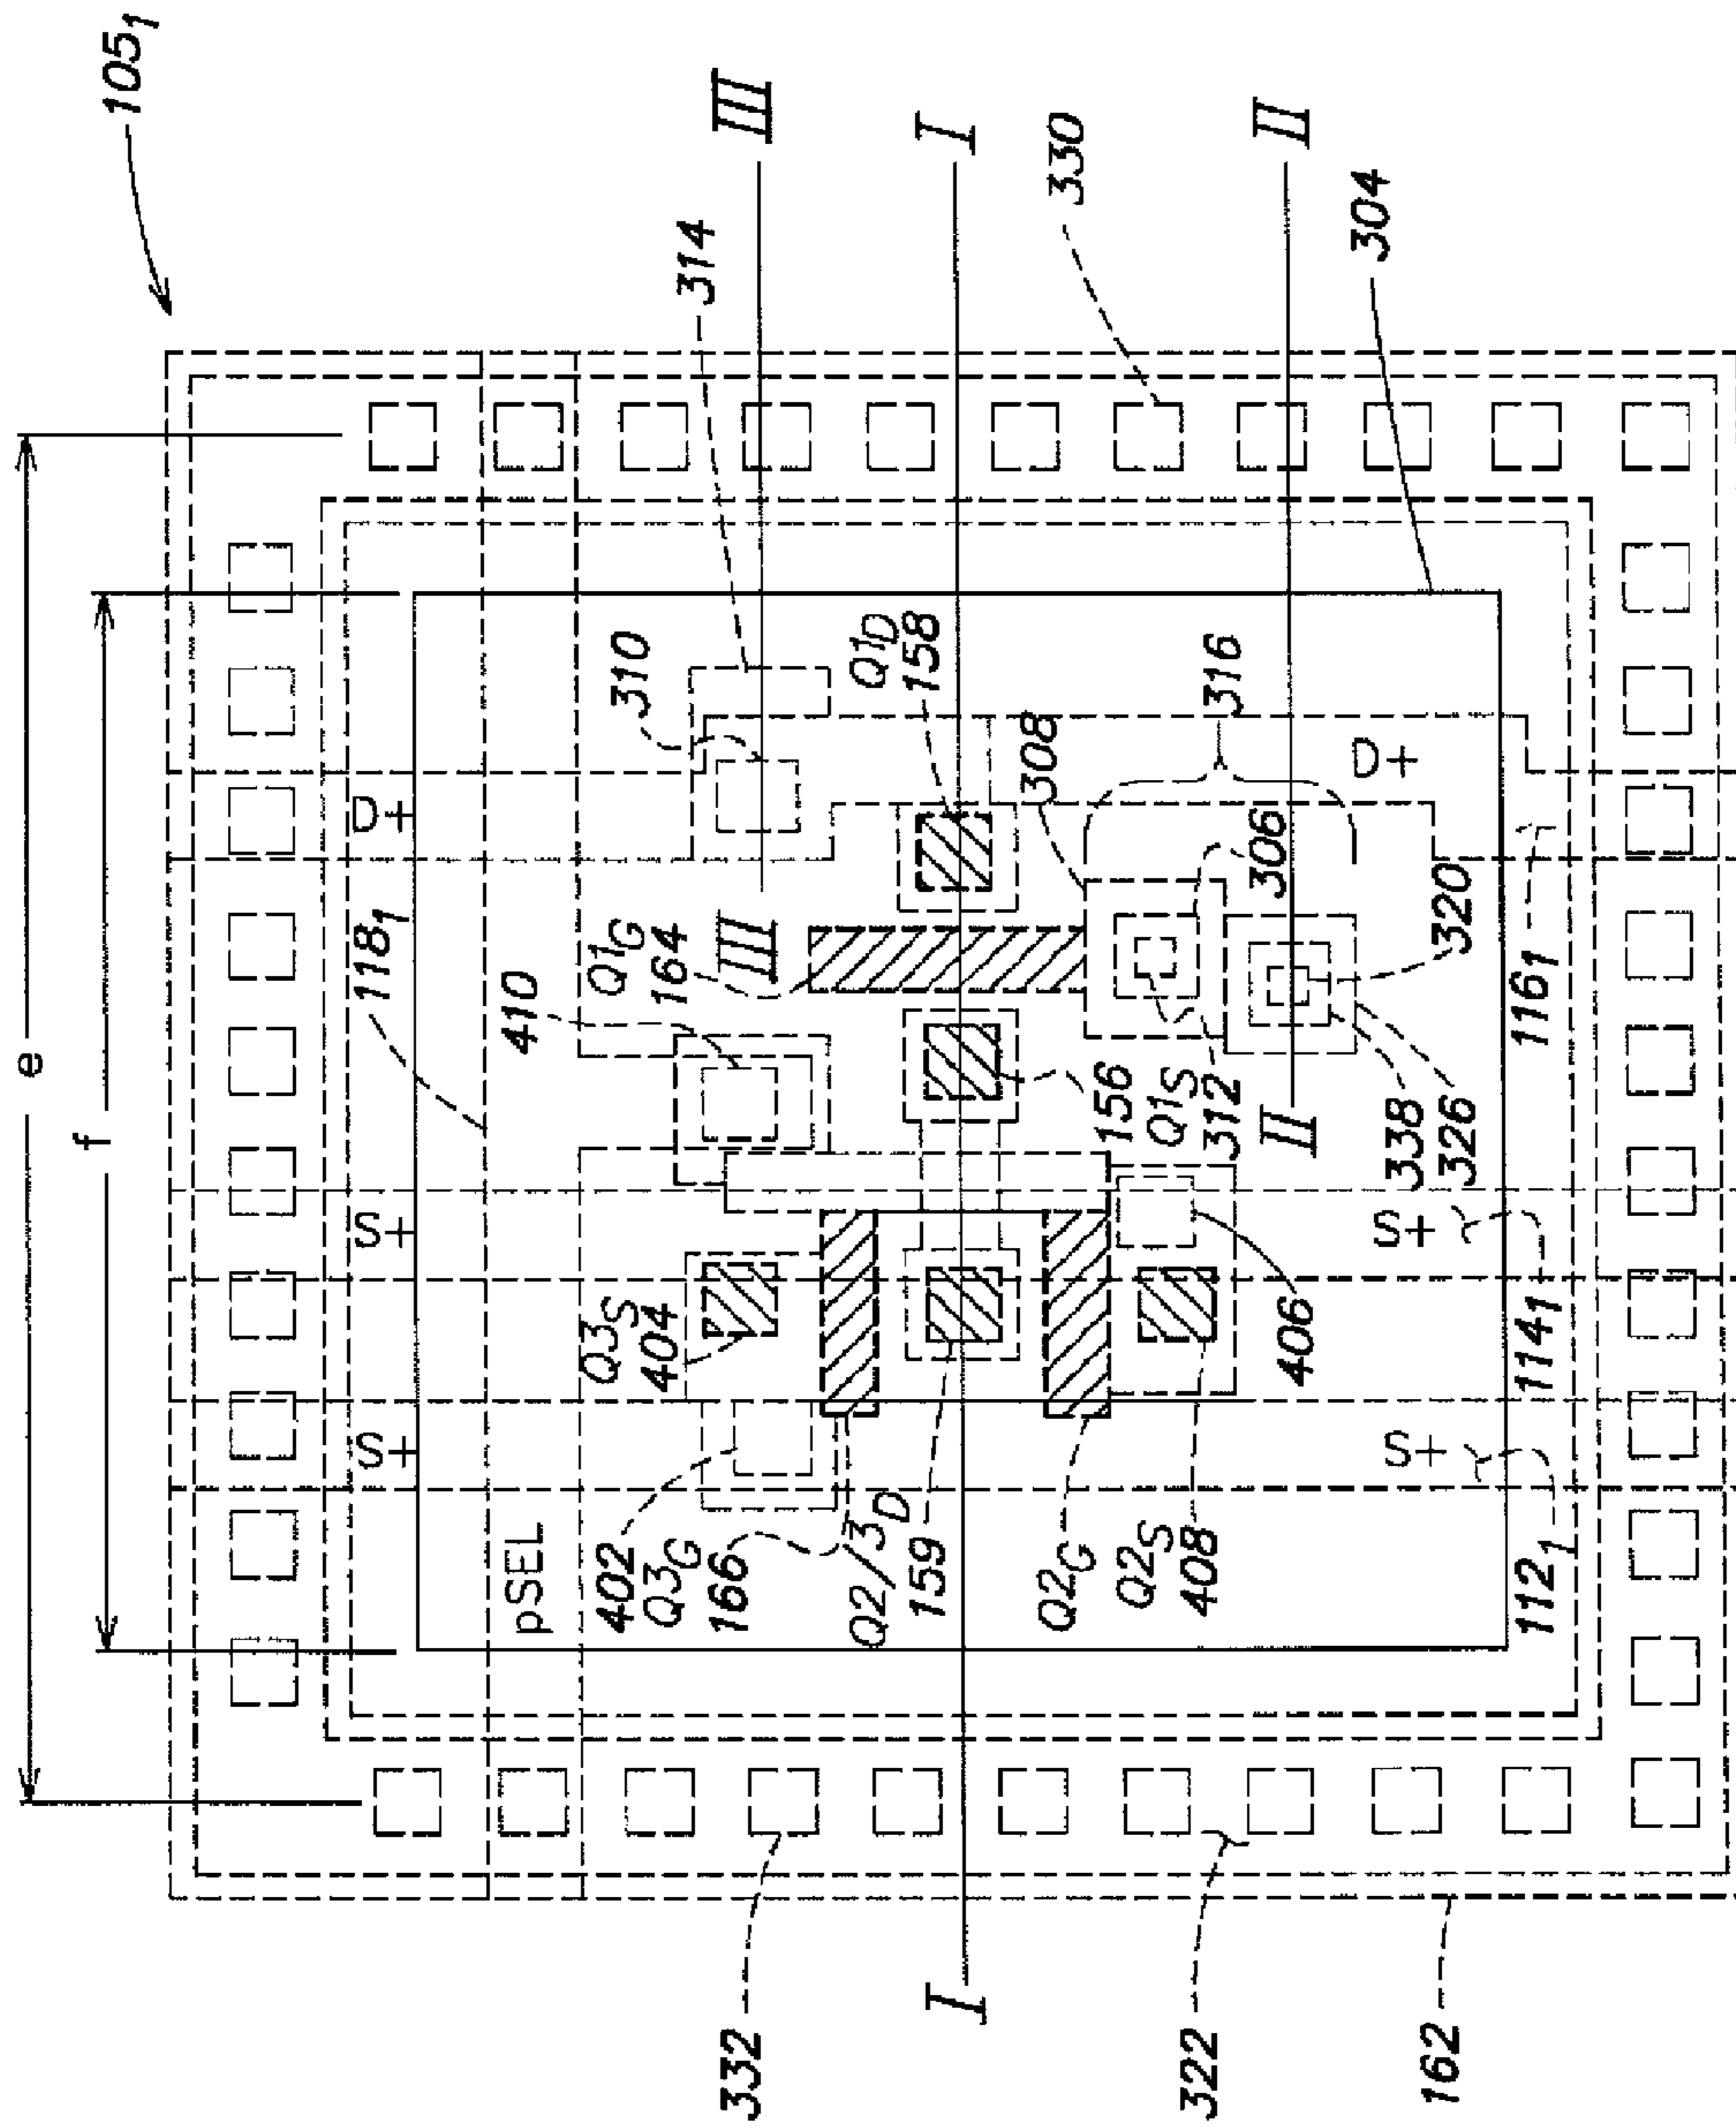 105₁
e
f
III
I
II
314
330
304
118₁
D+
S+
S+
pSEL
310
Q1D
158
308
316
D+
410
Q1G
164
III
306
320
116₁
156
Q1S
312
II
338
326
S+
114₁
406
Q3S
404
402
Q3G
166
Q2/3D
159
Q2G
Q2S
408
S+
112₁
I
332
322
162